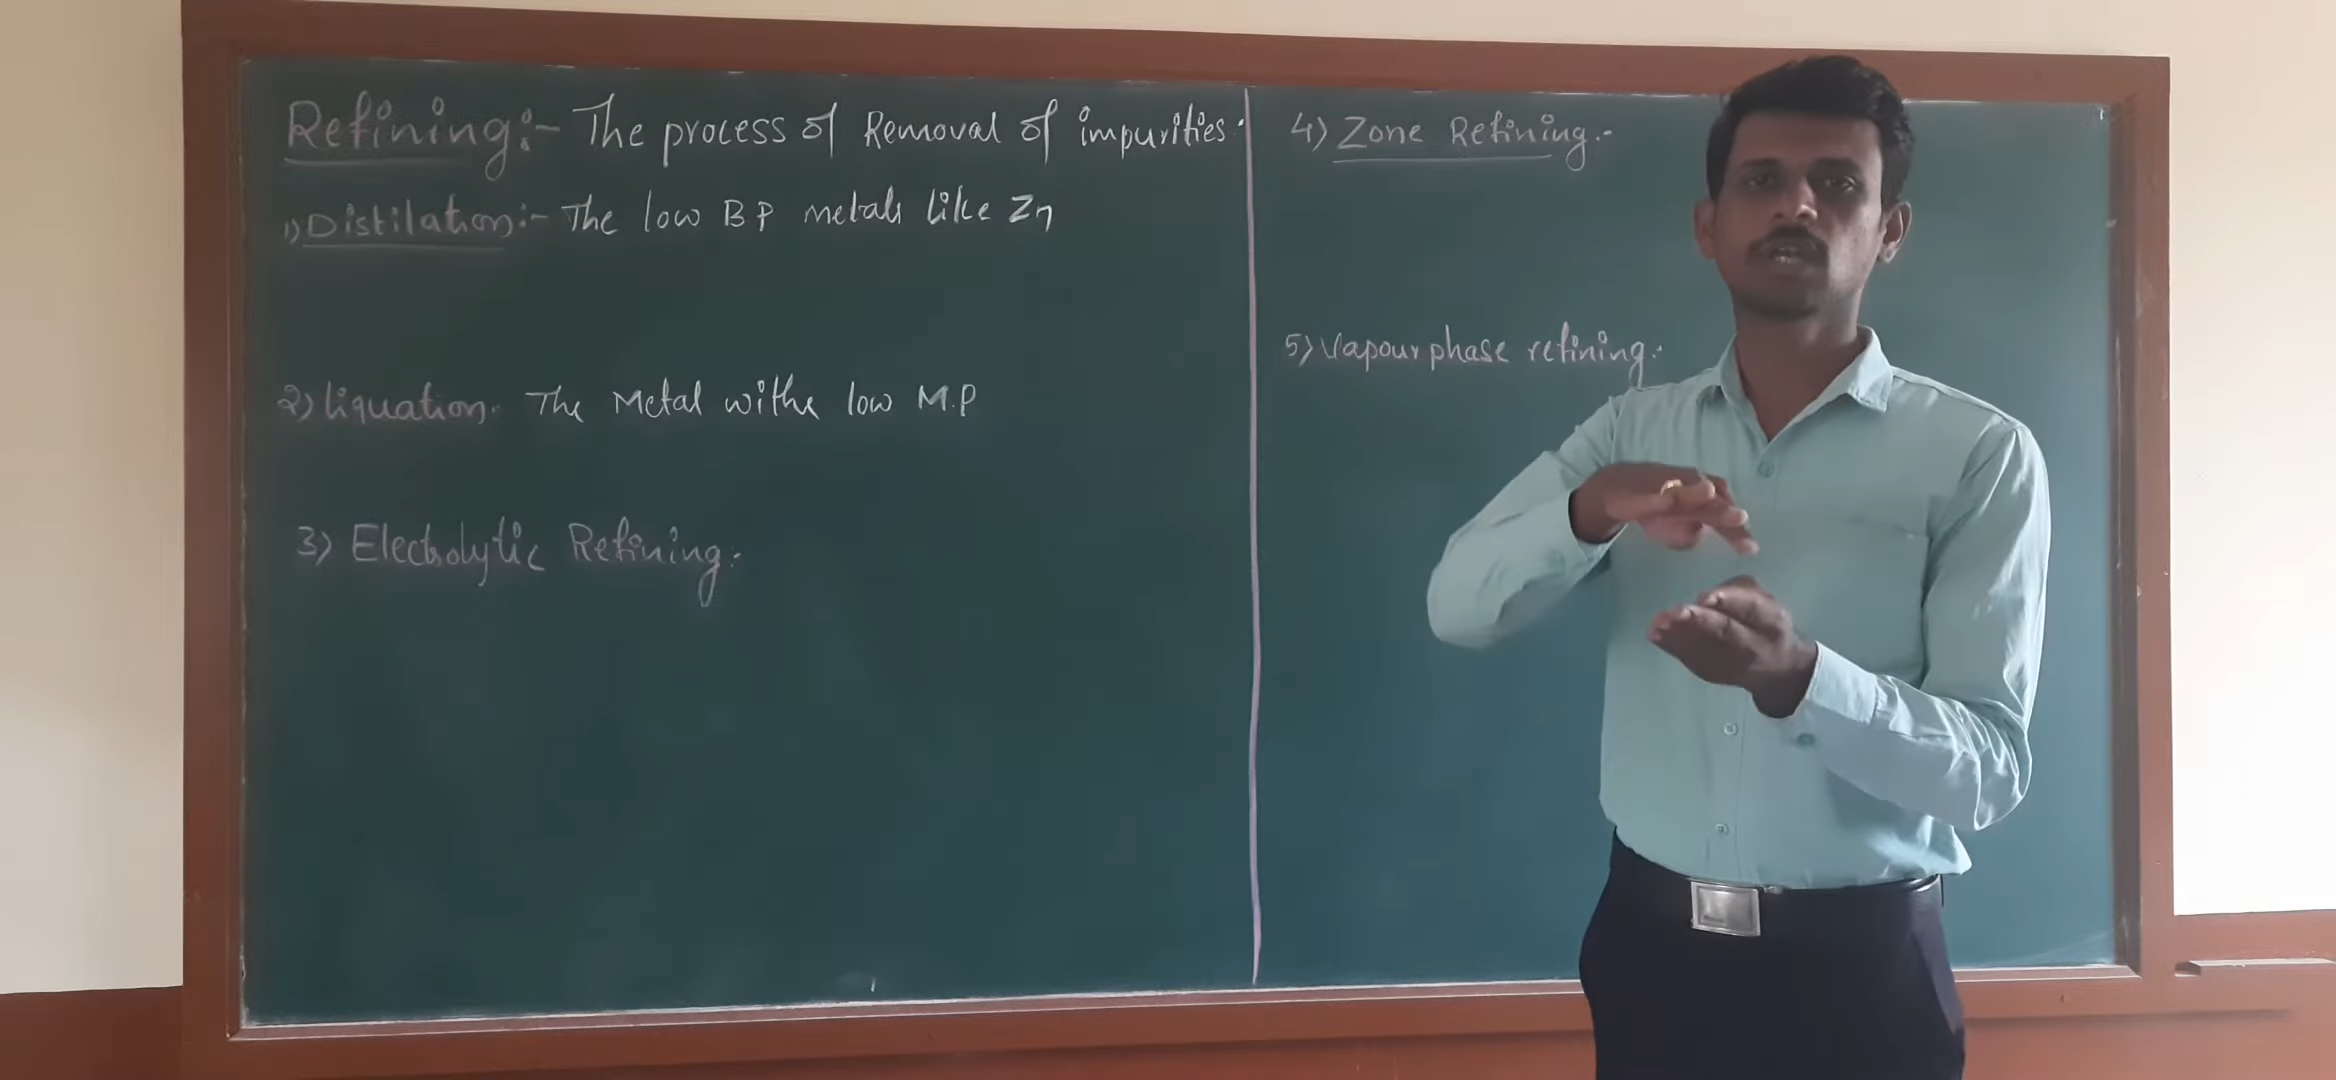 Refining:- The process of Removal of impurities.
1) Distilation:- The low BP metals like Zn
2) liquation. The Metal withe low M.P
3) Electrolytic Refining:
4) Zone Refining:-
5) Vapour phase refining: